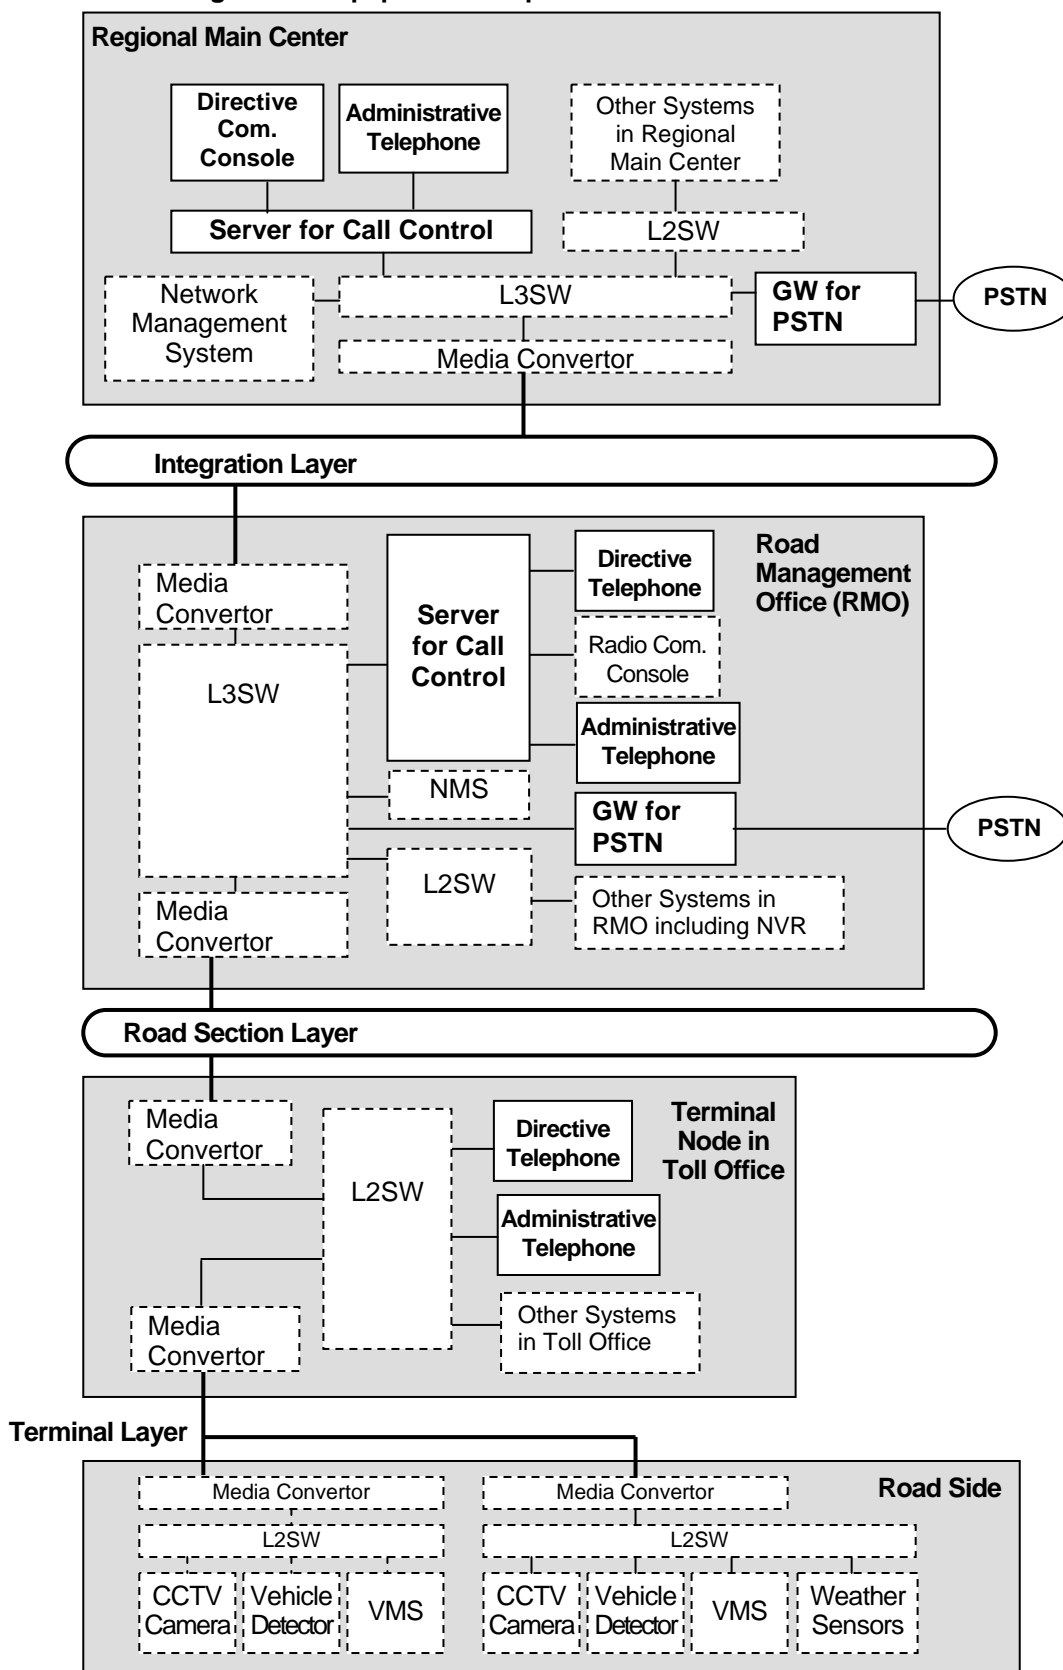 Regional Main Center
Directive
Com.
Console
Administrative
Telephone
Other Systems
in Regional
Main Center
Server for Call Control
L2SW
Network
Management
System
L3SW
GW for
PSTN
PSTN
Media Convertor
Integration Layer
Road
Management
Office (RMO)
Media
Convertor
Server
for Call
Control
Directive
Telephone
Radio Com.
Console
L3SW
Administrative
Telephone
NMS
GW for
PSTN
PSTN
L2SW
Other Systems in
RMO including NVR
Media
Convertor
Road Section Layer
Terminal
Node in
Toll Office
Media
Convertor
L2SW
Directive
Telephone
Administrative
Telephone
Other Systems
in Toll Office
Media
Convertor
Terminal Layer
Road Side
Media Convertor
Media Convertor
L2SW
L2SW
CCTV
Camera
Vehicle
Detector
VMS
CCTV
Camera
Vehicle
Detector
VMS
Weather
Sensors